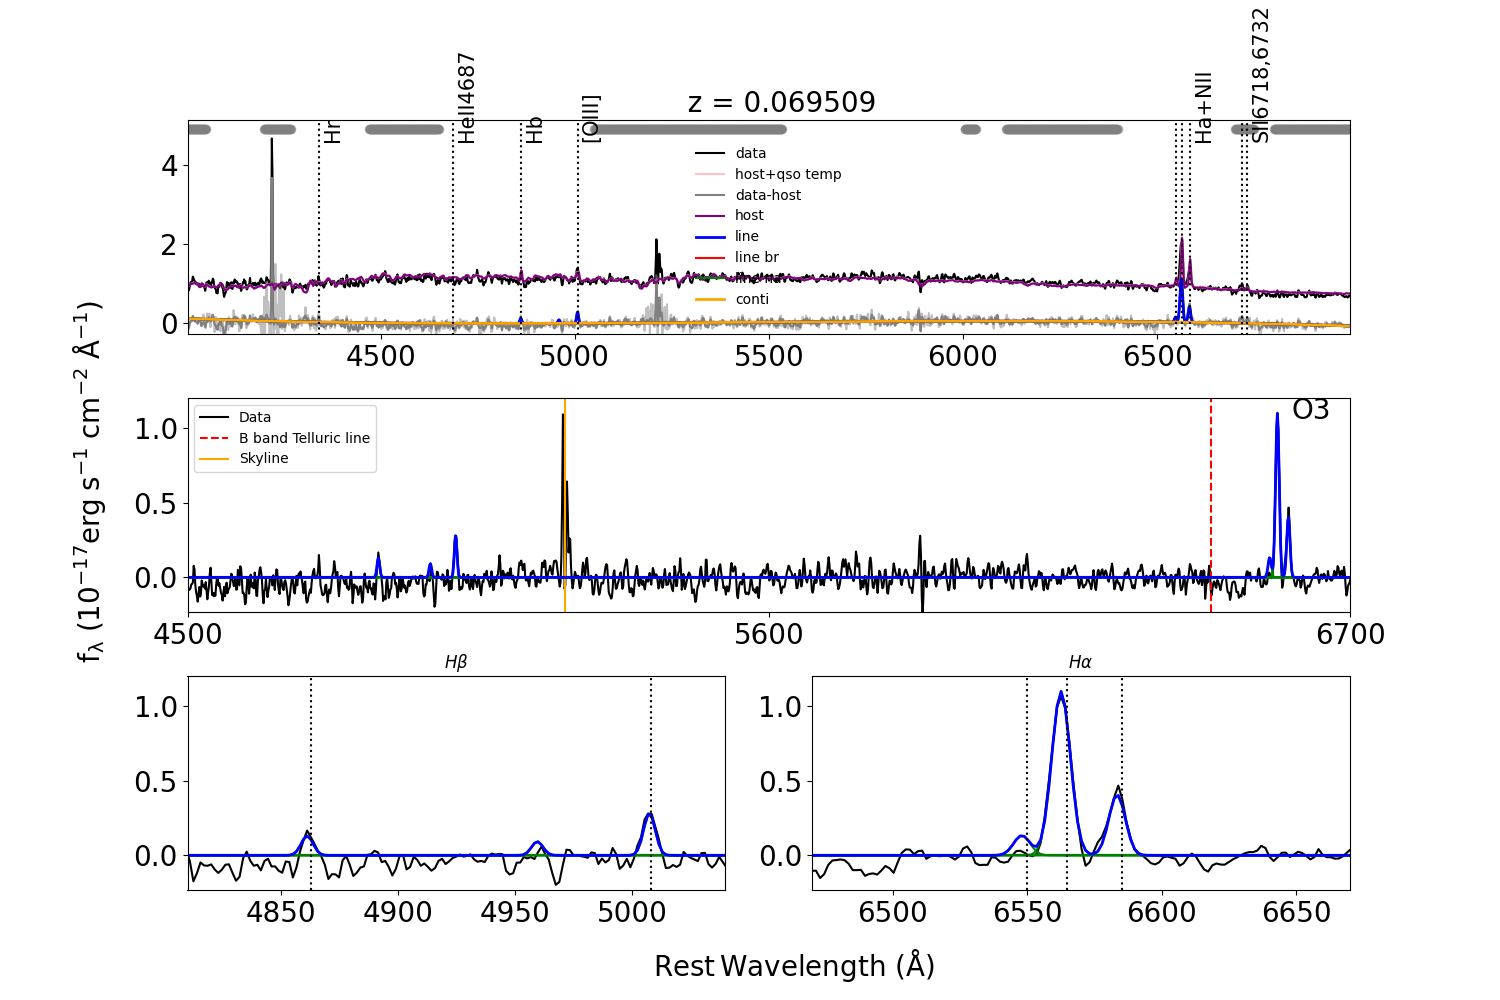 z = 0.069509
Hr
HeII4687
Hb
[OIII]
Ha+NII
SII6718,6732
data
host+qso temp
data-host
host
line
line br
conti
4
2
0
4500 5000 5500 6000 6500
fλ (10⁻¹⁷erg s⁻¹ cm⁻² Å⁻¹)
O3
Data
B band Telluric line
Skyline
1.0
0.5
0.0
4500 5600 6700
Hβ
1.0
0.5
0.0
4850 4900 4950 5000
Hα
1.0
0.5
0.0
6500 6550 6600 6650
Rest Wavelength (Å)